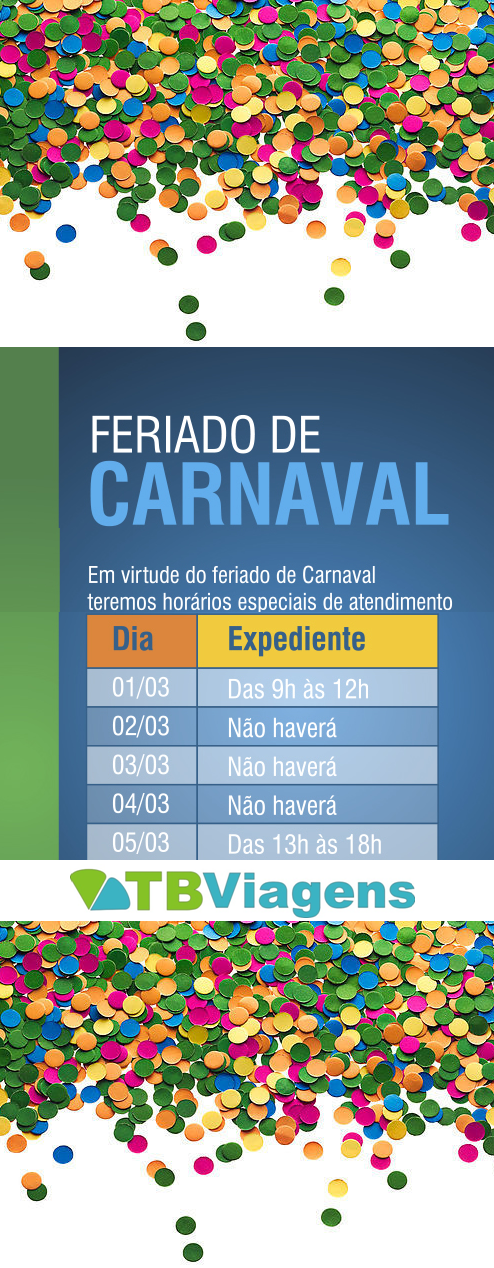 FERIADO DE
CARNAVAL
Em virtude do feriado de Carnaval
teremos horários especiais de atendimento
Dia Expediente
01/03 Das 9h às 12h
02/03 Não haverá
03/03 Não haverá
04/03 Não haverá
05/03 Das 13h às 18h
TBViagens